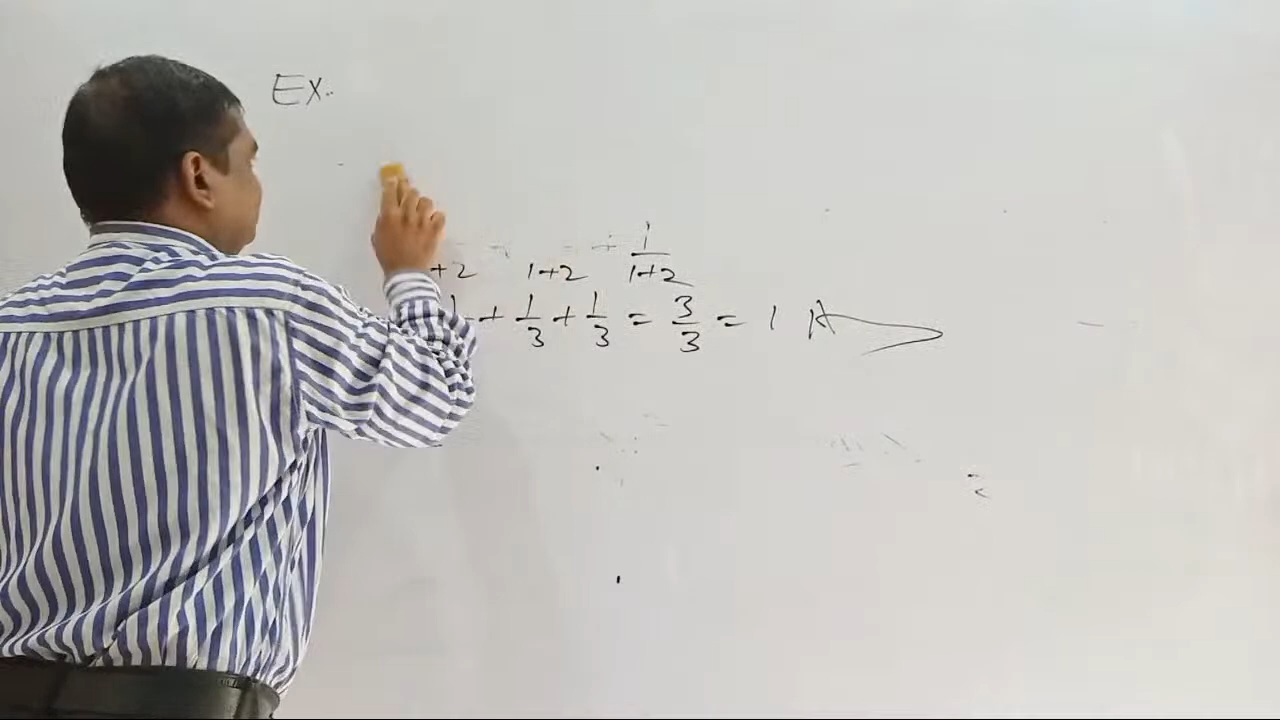 Ex..
+ 1
+2 1+2 1+2
1 + 1/3 + 1/3 = 3/3 = 1 A